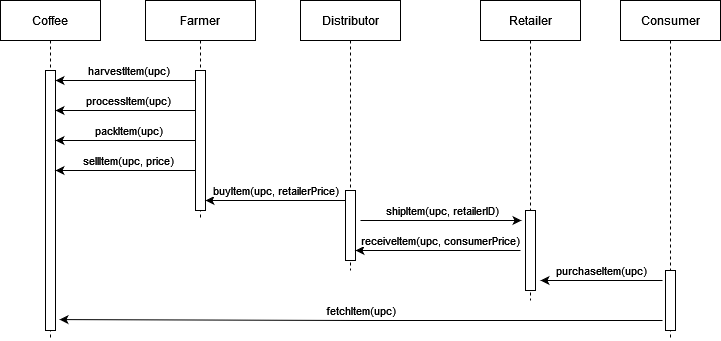 Coffee
Farmer
Distributor
Retailer
Consumer
harvestItem(upc)
processItem(upc)
packItem(upc)
sellItem(upc, price)
buyItem(upc, retailerPrice)
shipItem(upc, retailerID)
receiveItem(upc, consumerPrice)
purchaseItem(upc)
fetchItem(upc)